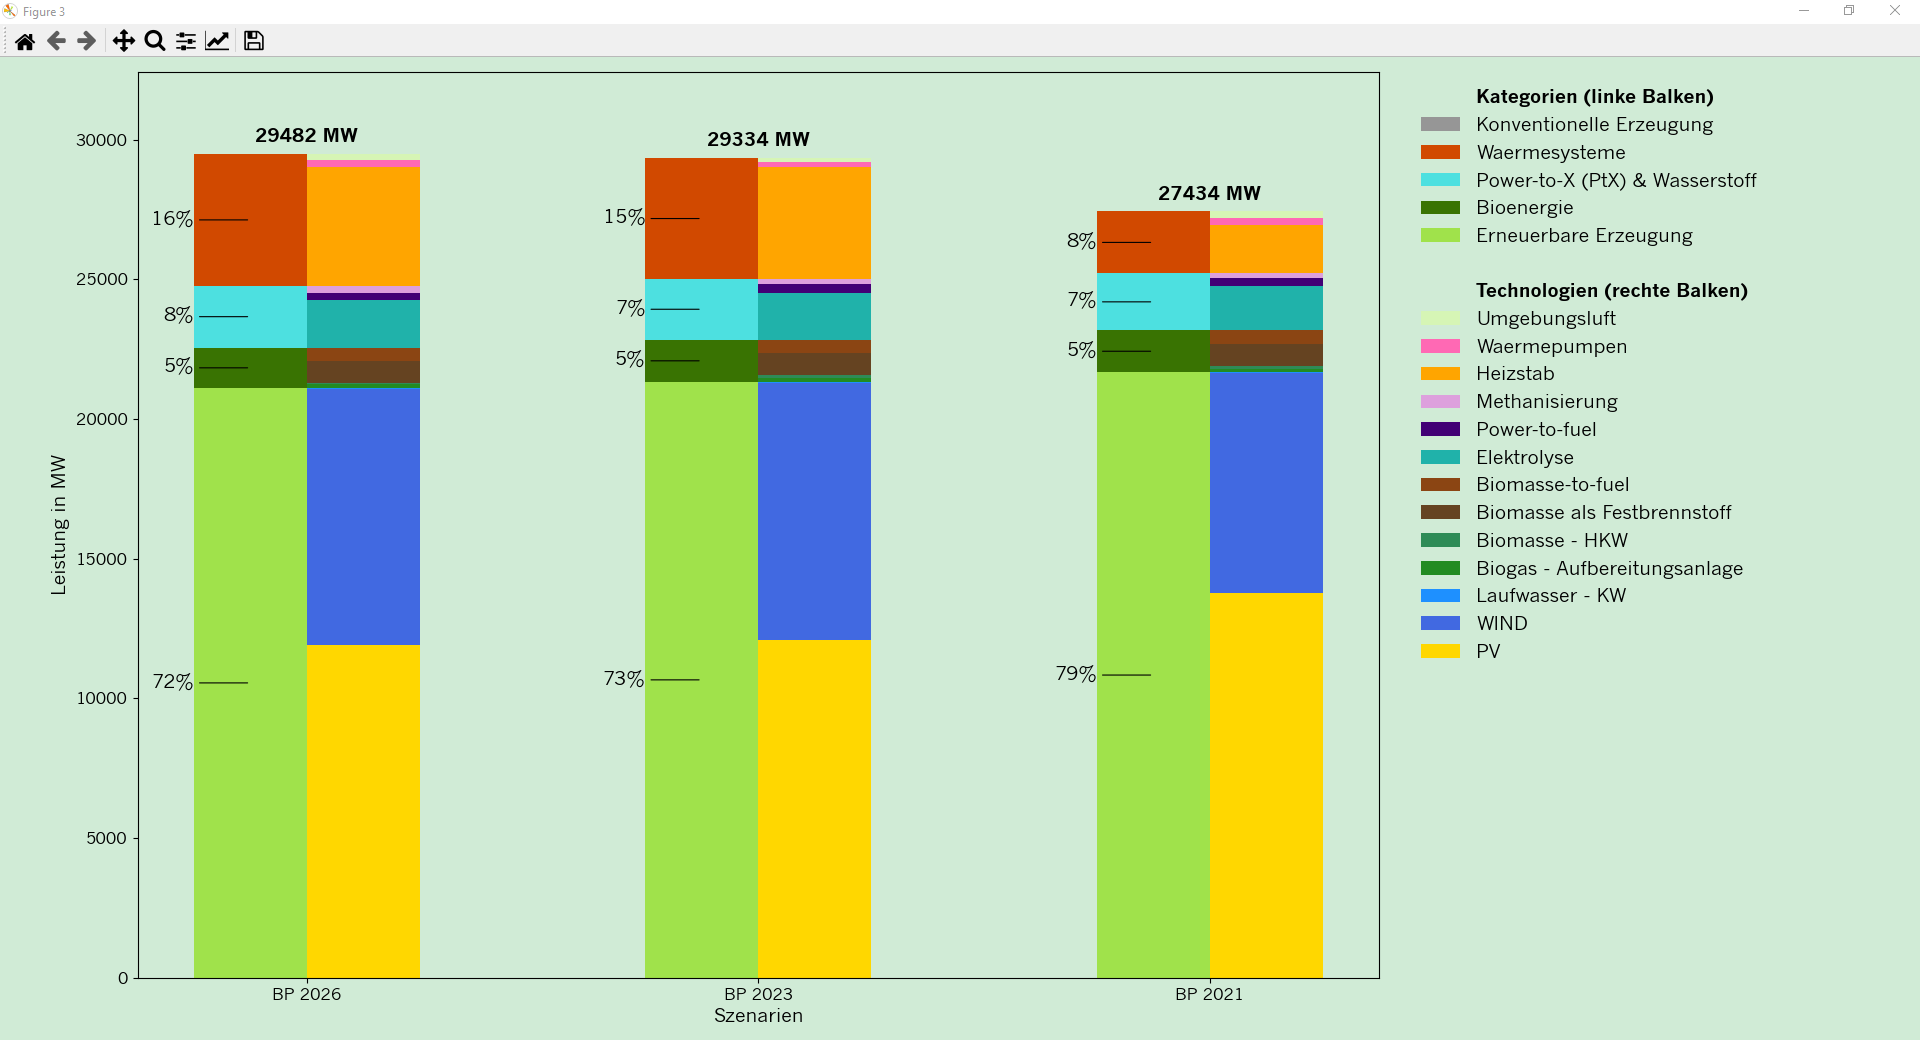 Figure 3
29482 MW
29334 MW
27434 MW
30000
25000
20000
15000
10000
5000
0
Leistung in MW
16%
8%
5%
72%
15%
7%
5%
73%
8%
7%
5%
79%
BP 2026
BP 2023
BP 2021
Szenarien
Kategorien (linke Balken)
Konventionelle Erzeugung
Waermesysteme
Power-to-X (PtX) & Wasserstoff
Bioenergie
Erneuerbare Erzeugung
Technologien (rechte Balken)
Umgebungsluft
Waermepumpen
Heizstab
Methanisierung
Power-to-fuel
Elektrolyse
Biomasse-to-fuel
Biomasse als Festbrennstoff
Biomasse - HKW
Biogas - Aufbereitungsanlage
Laufwasser - KW
WIND
PV